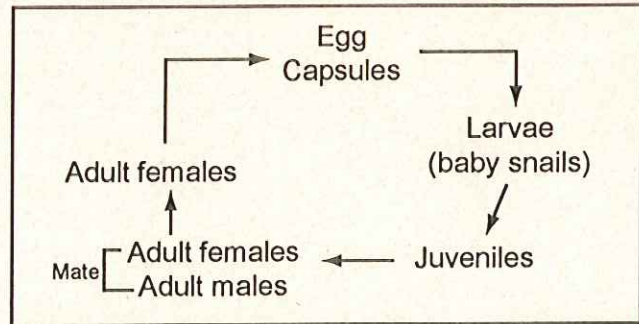 Egg
Capsules
Larvae
(baby snails)
Adult females
Mate
Adult females
Adult males
Juveniles